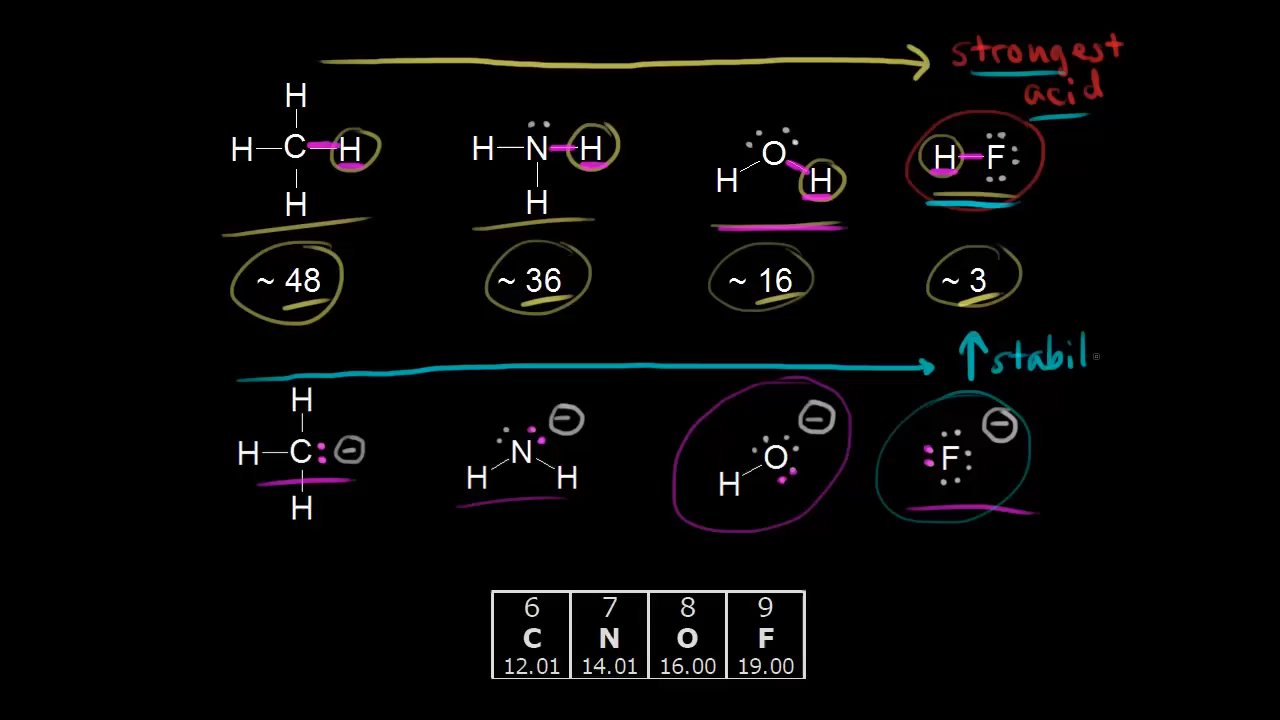 strongest
acid
H
H C H
H
H N H
H
O
H H
H F
~ 48 ~ 36 ~ 16 ~ 3
stabil
H
H C : −
H
N −
H H
O −
H
F −
6 7 8 9
C N O F
12.01 14.01 16.00 19.00